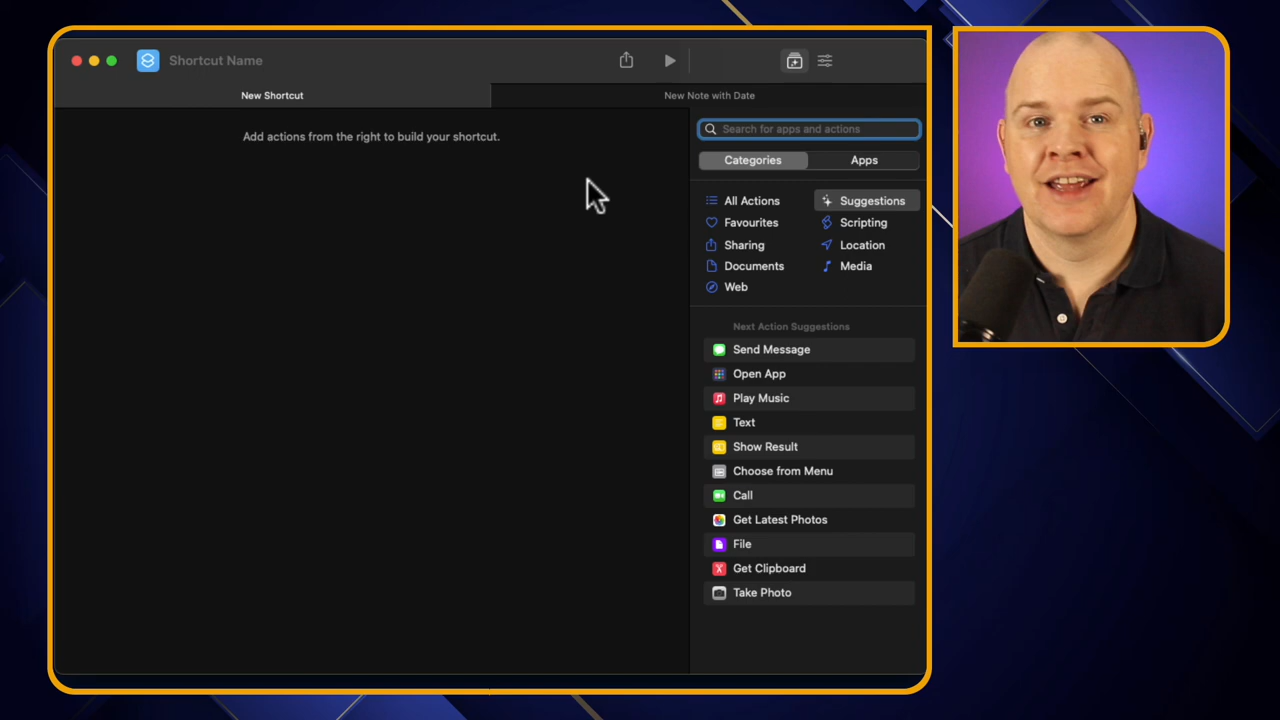 Shortcut Name
New Shortcut
New Note with Date
Add actions from the right to build your shortcut.
Search for apps and actions
Categories
Apps
All Actions
Suggestions
Favourites
Scripting
Sharing
Location
Documents
Media
Web
Next Action Suggestions
Send Message
Open App
Play Music
Text
Show Result
Choose from Menu
Call
Get Latest Photos
File
Get Clipboard
Take Photo